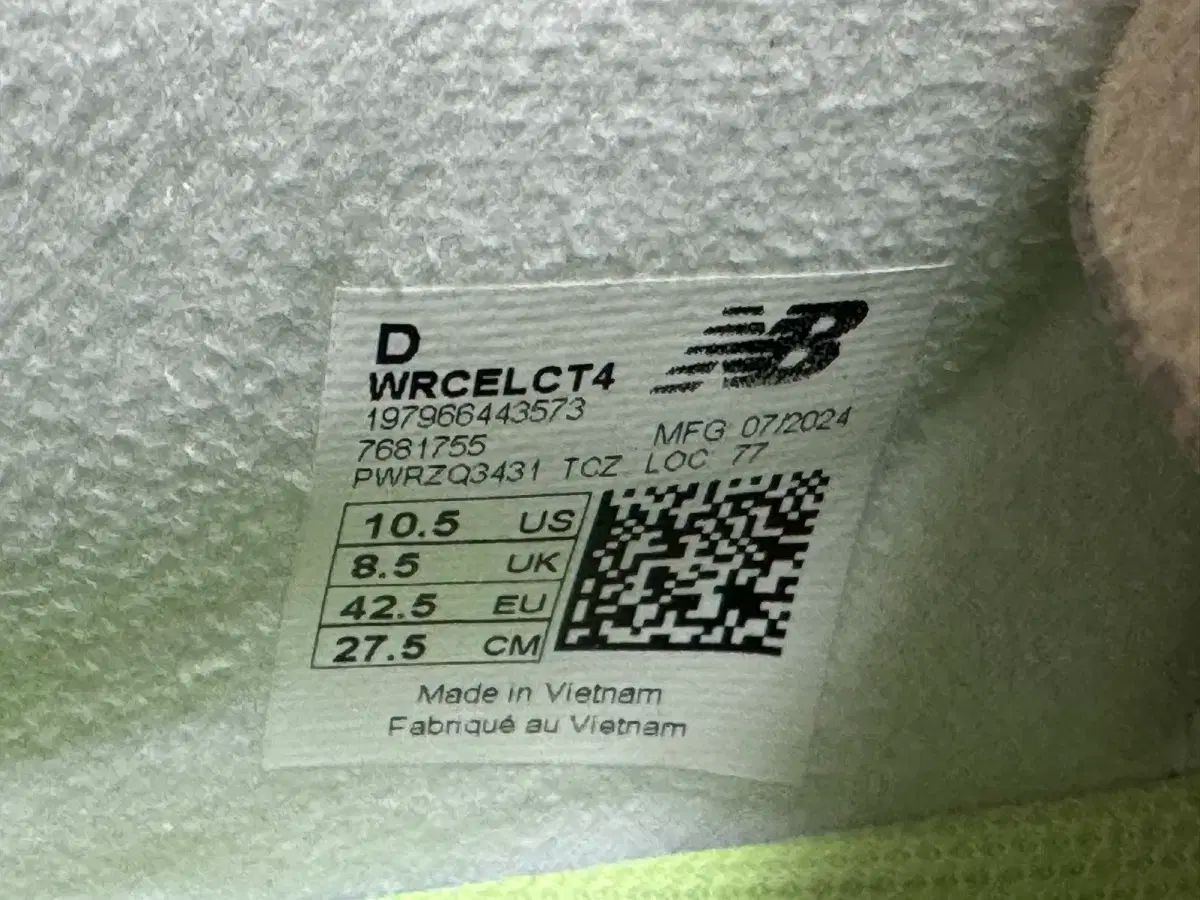 D
WRCELCT4
197966443573
7681755 MFG 07/2024
PWRZQ3431 TCZ LOC 77
10.5 US
8.5 UK
42.5 EU
27.5 CM
Made in Vietnam
Fabriqué au Vietnam